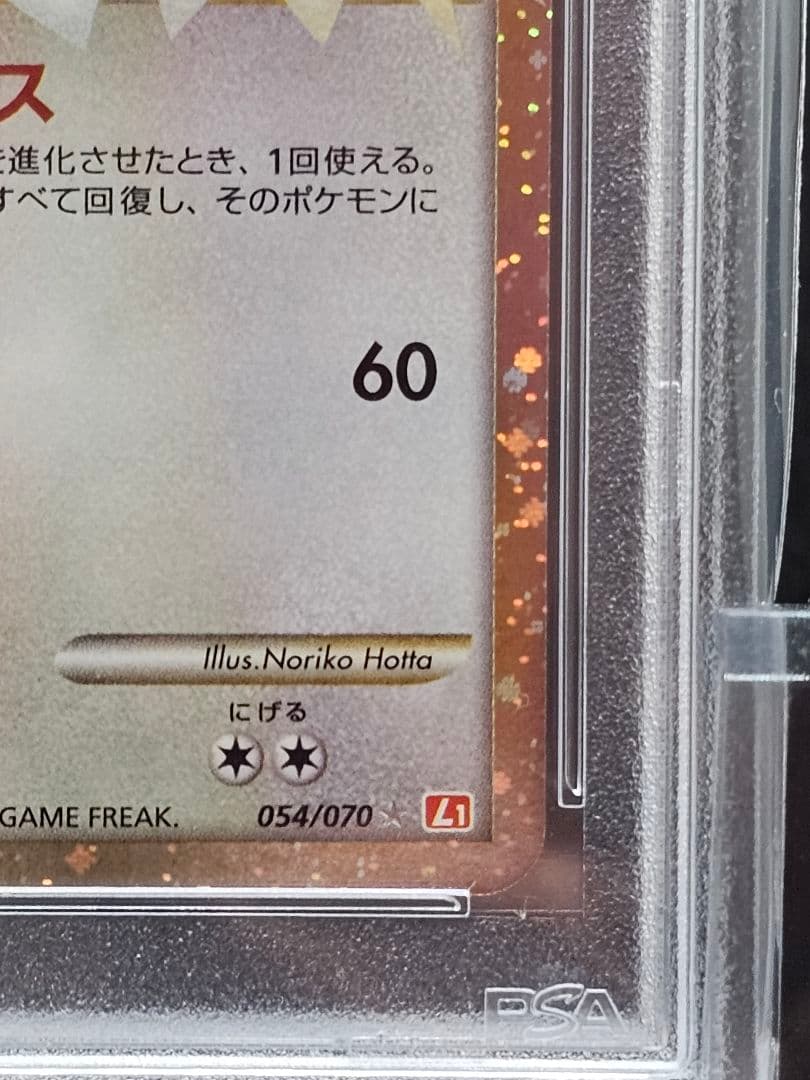 ス
を進化させたとき、1回使える。
すべて回復し、そのポケモンに
60
Illus.Noriko Hotta
にげる
GAME FREAK. 054/070 L1
PSA